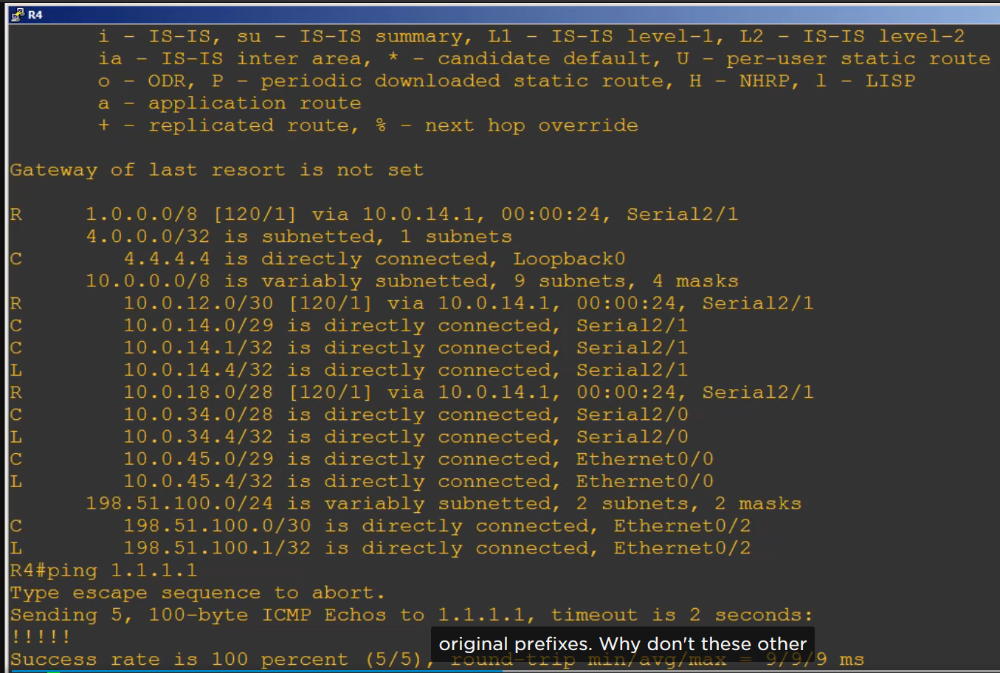 R4
i - IS-IS, su - IS-IS summary, L1 - IS-IS level-1, L2 - IS-IS level-2
ia - IS-IS inter area, * - candidate default, U - per-user static route
o - ODR, P - periodic downloaded static route, H - NHRP, l - LISP
a - application route
+ - replicated route, % - next hop override
Gateway of last resort is not set
R 1.0.0.0/8 [120/1] via 10.0.14.1, 00:00:24, Serial2/1
4.0.0.0/32 is subnetted, 1 subnets
C 4.4.4.4 is directly connected, Loopback0
10.0.0.0/8 is variably subnetted, 9 subnets, 4 masks
R 10.0.12.0/30 [120/1] via 10.0.14.1, 00:00:24, Serial2/1
C 10.0.14.0/29 is directly connected, Serial2/1
C 10.0.14.1/32 is directly connected, Serial2/1
L 10.0.14.4/32 is directly connected, Serial2/1
R 10.0.18.0/28 [120/1] via 10.0.14.1, 00:00:24, Serial2/1
C 10.0.34.0/28 is directly connected, Serial2/0
L 10.0.34.4/32 is directly connected, Serial2/0
C 10.0.45.0/29 is directly connected, Ethernet0/0
L 10.0.45.4/32 is directly connected, Ethernet0/0
198.51.100.0/24 is variably subnetted, 2 subnets, 2 masks
C 198.51.100.0/30 is directly connected, Ethernet0/2
L 198.51.100.1/32 is directly connected, Ethernet0/2
R4#ping 1.1.1.1
Type escape sequence to abort.
Sending 5, 100-byte ICMP Echos to 1.1.1.1, timeout is 2 seconds:
!!!!!
original prefixes. Why don't these other
Success rate is 100 percent (5/5), round-trip min/avg/max = 9/9/9 ms